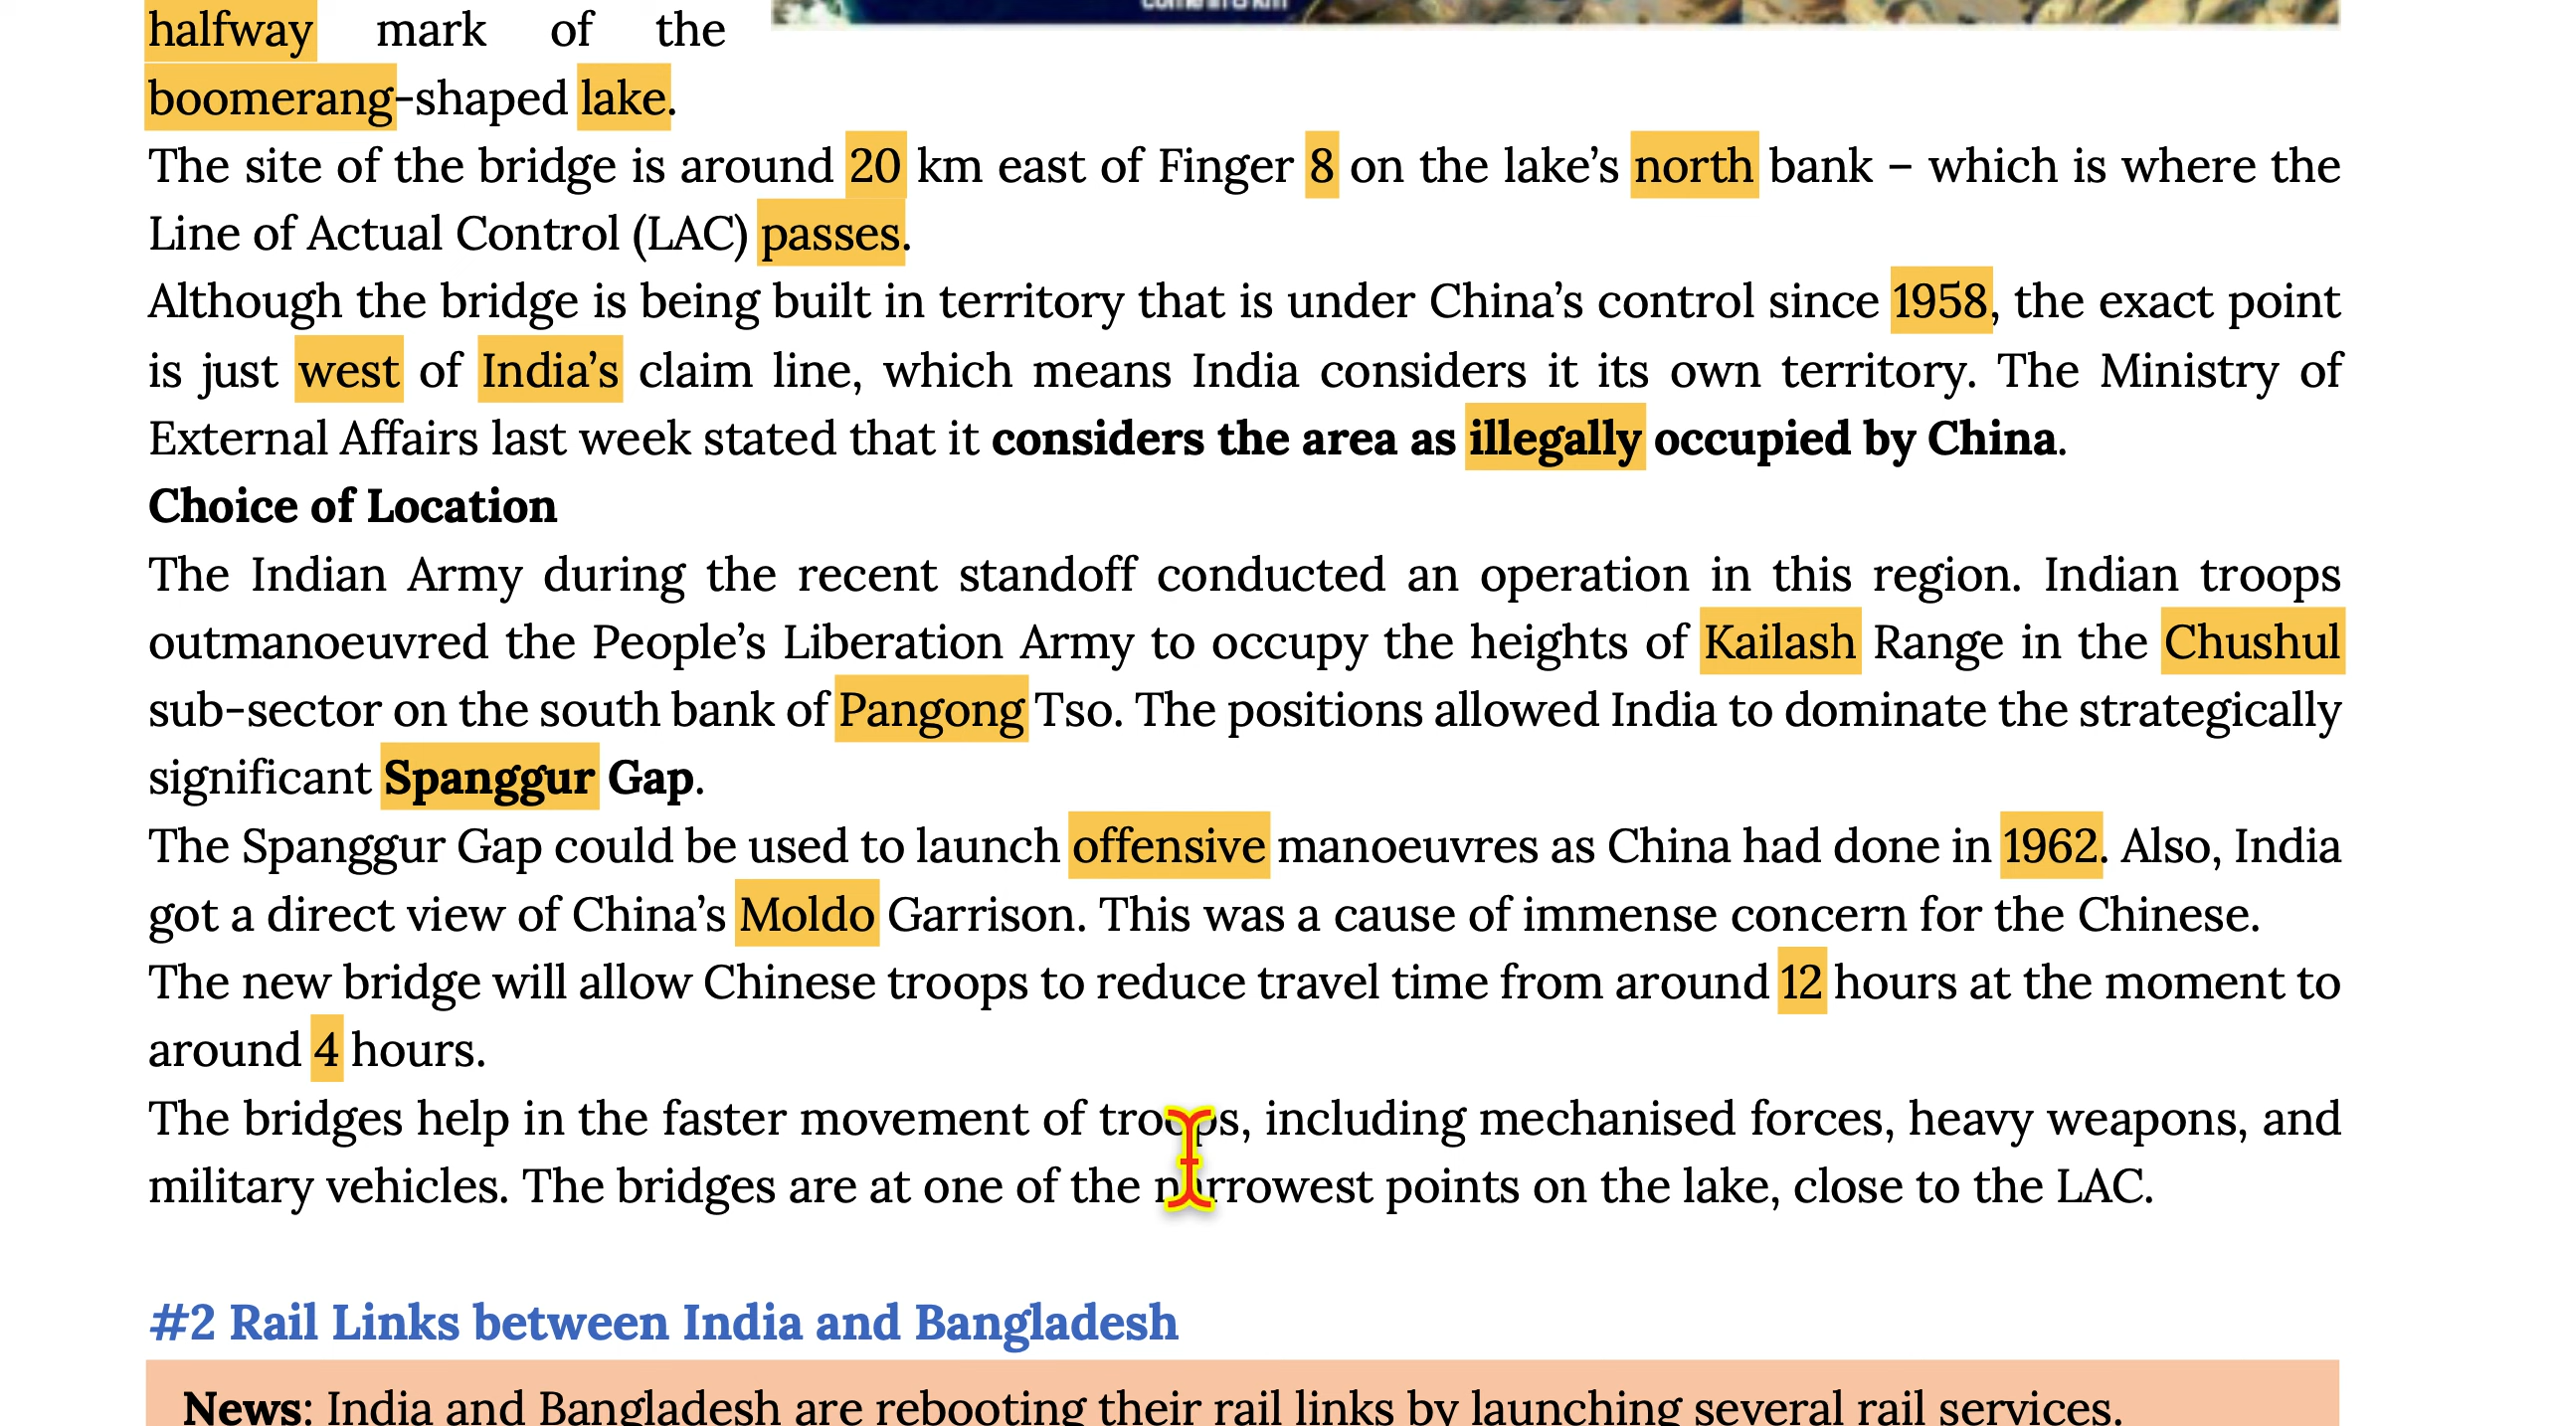 halfway mark of the
boomerang-shaped lake.
The site of the bridge is around 20 km east of Finger 8 on the lake’s north bank – which is where the
Line of Actual Control (LAC) passes.
Although the bridge is being built in territory that is under China’s control since 1958, the exact point
is just west of India’s claim line, which means India considers it its own territory. The Ministry of
External Affairs last week stated that it considers the area as illegally occupied by China.
Choice of Location
The Indian Army during the recent standoff conducted an operation in this region. Indian troops
outmanoeuvred the People’s Liberation Army to occupy the heights of Kailash Range in the Chushul
sub-sector on the south bank of Pangong Tso. The positions allowed India to dominate the strategically
significant Spanggur Gap.
The Spanggur Gap could be used to launch offensive manoeuvres as China had done in 1962. Also, India
got a direct view of China’s Moldo Garrison. This was a cause of immense concern for the Chinese.
The new bridge will allow Chinese troops to reduce travel time from around 12 hours at the moment to
around 4 hours.
The bridges help in the faster movement of troops, including mechanised forces, heavy weapons, and
military vehicles. The bridges are at one of the narrowest points on the lake, close to the LAC.
#2 Rail Links between India and Bangladesh
News: India and Bangladesh are rebooting their rail links by launching several rail services.